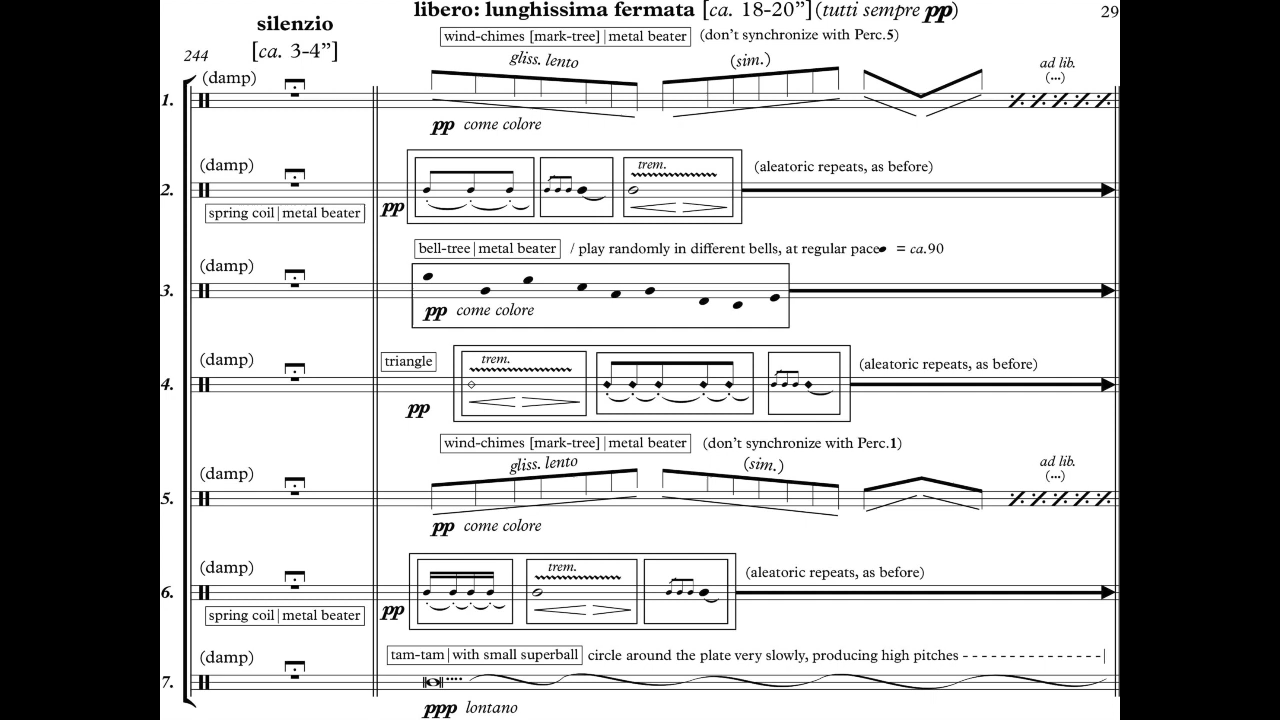 libero: lunghissima fermata [ca. 18-20”] (tutti sempre pp)
29
silenzio
[ca. 3-4”]
244
wind-chimes [mark-tree] | metal beater (don’t synchronize with Perc.5)
gliss. lento
(sim.)
ad lib.
(...)
(damp)
1.
pp come colore
(damp)
trem.
(aleatoric repeats, as before)
2.
pp
spring coil | metal beater
bell-tree | metal beater / play randomly in different bells, at regular pace = ca.90
(damp)
3.
pp come colore
(damp)
triangle
trem.
(aleatoric repeats, as before)
4.
pp
wind-chimes [mark-tree] | metal beater (don’t synchronize with Perc.1)
gliss. lento
(sim.)
ad lib.
(...)
(damp)
5.
pp come colore
(damp)
trem.
(aleatoric repeats, as before)
6.
pp
spring coil | metal beater
(damp)
tam-tam | with small superball circle around the plate very slowly, producing high pitches
7.
ppp lontano